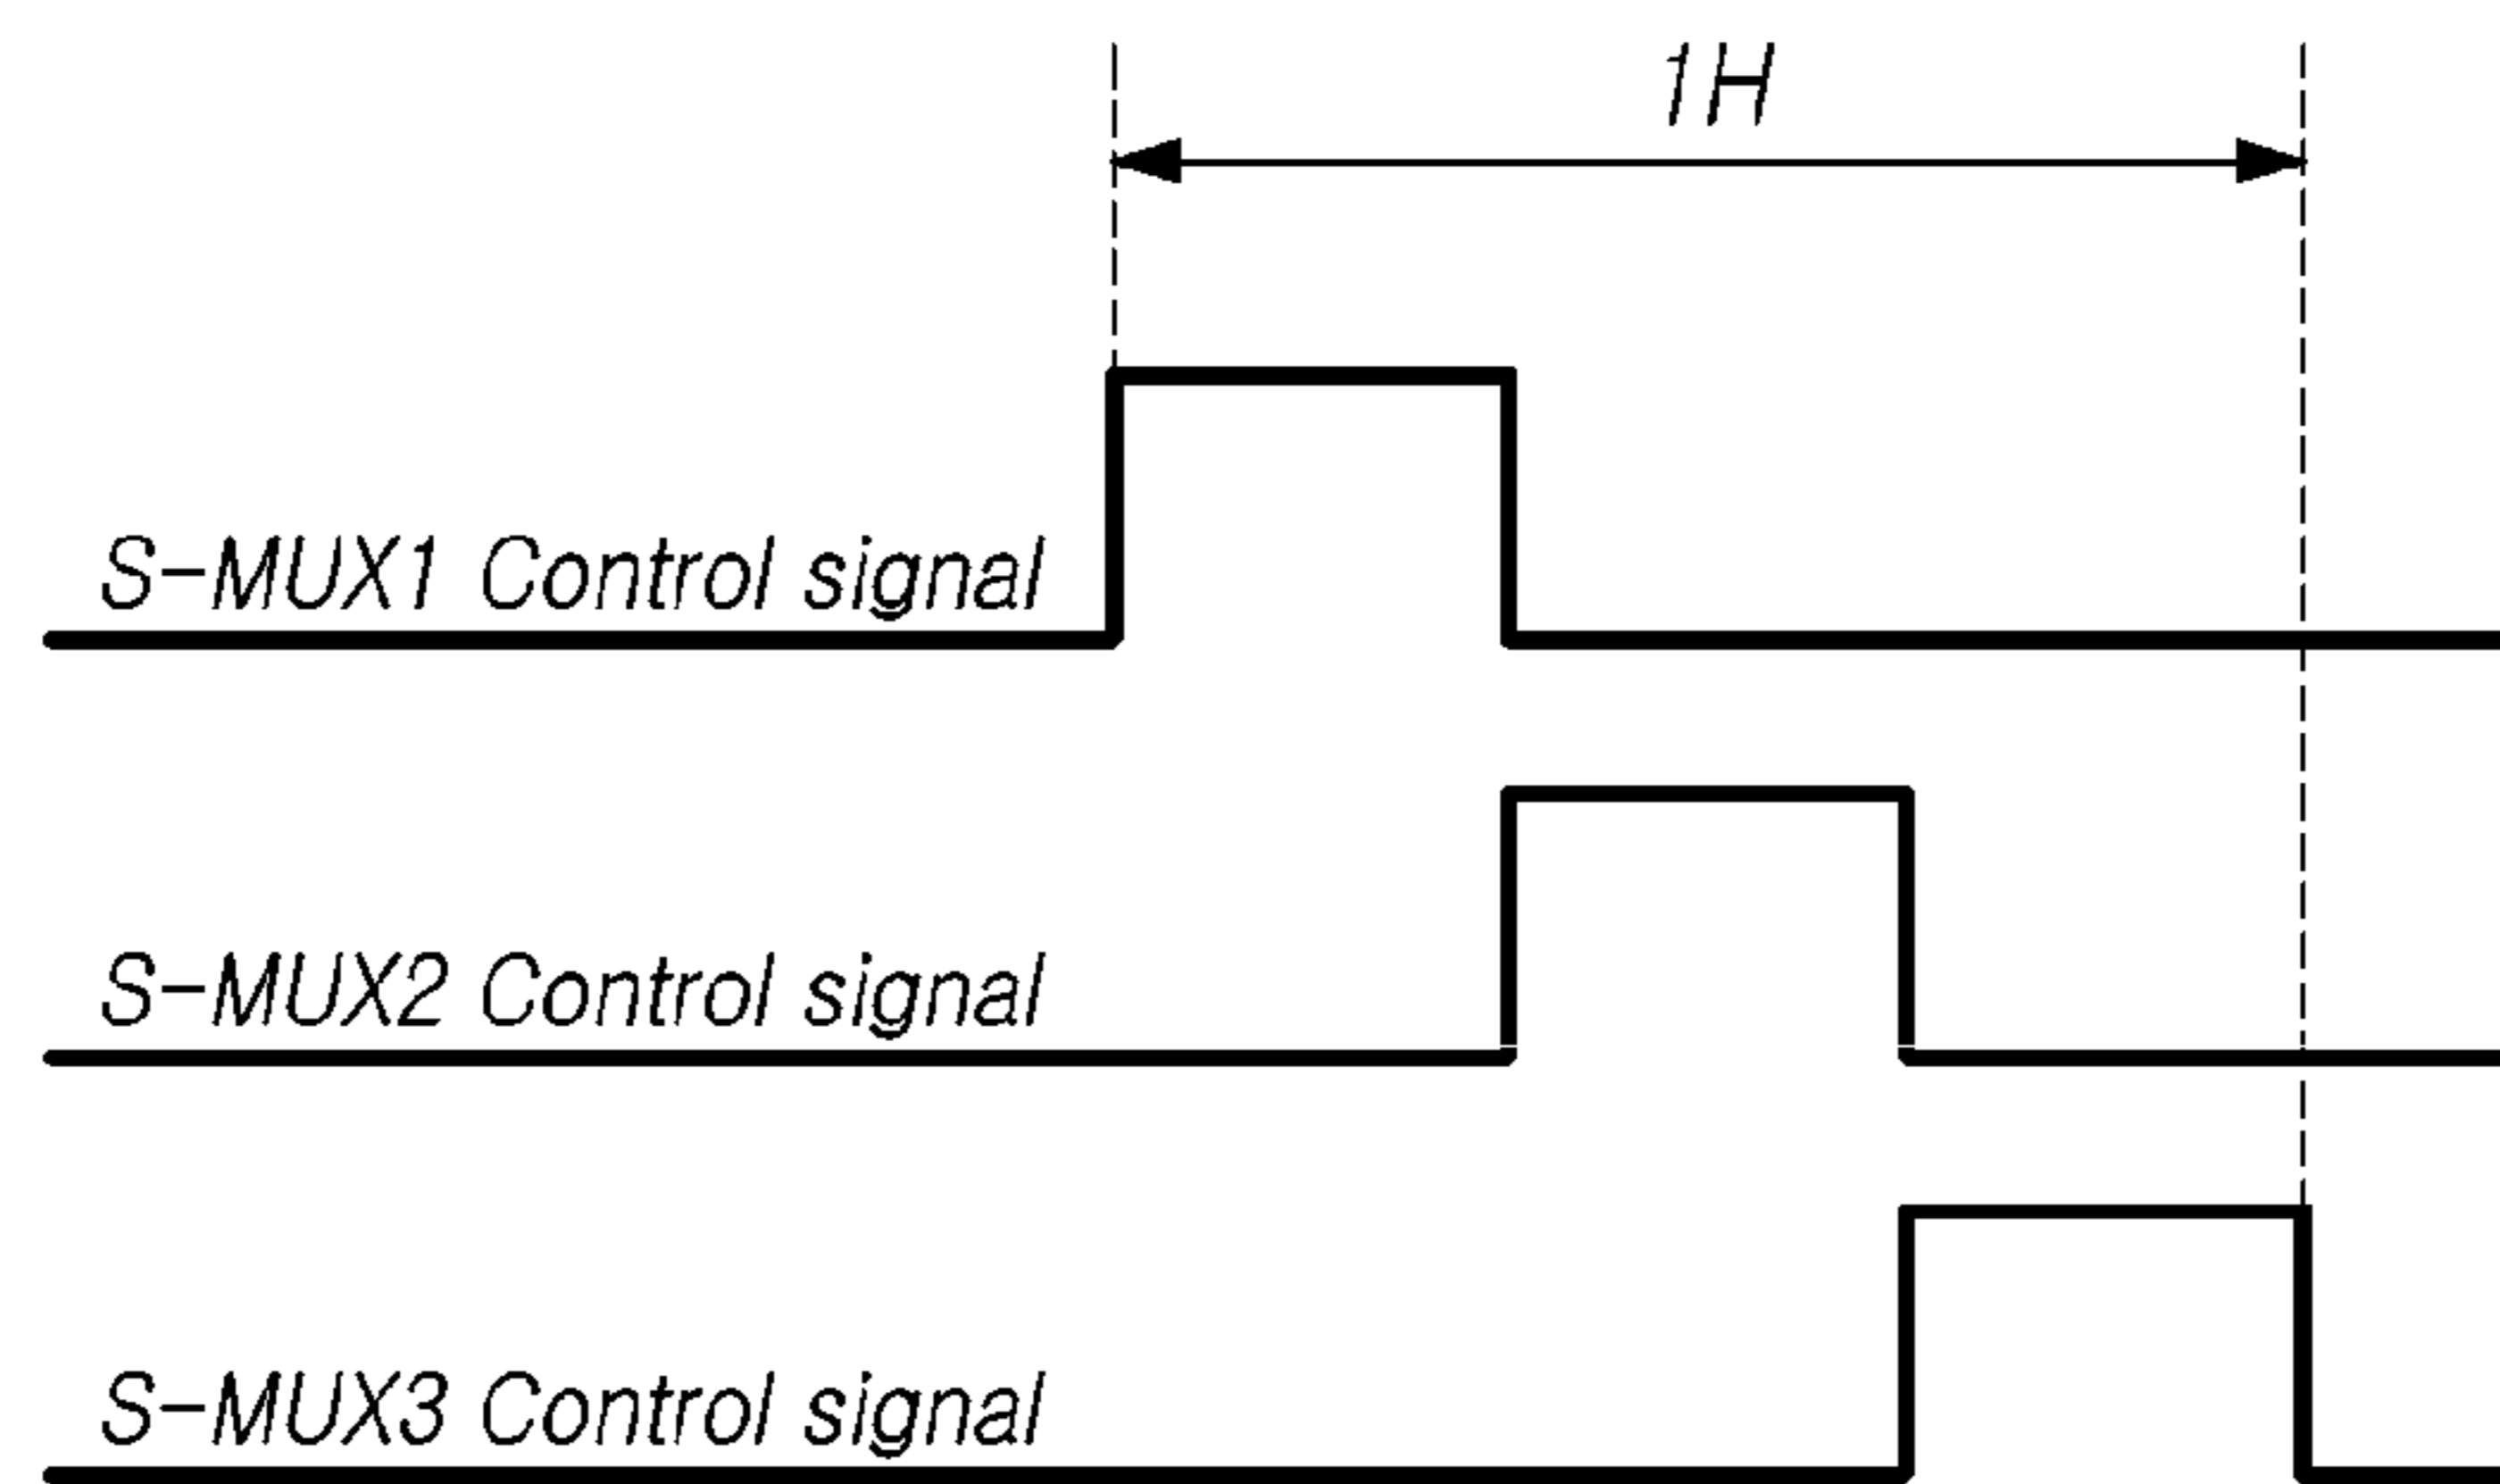 1H
S-MUX1 Control signal
S-MUX2 Control signal
S-MUX3 Control signal